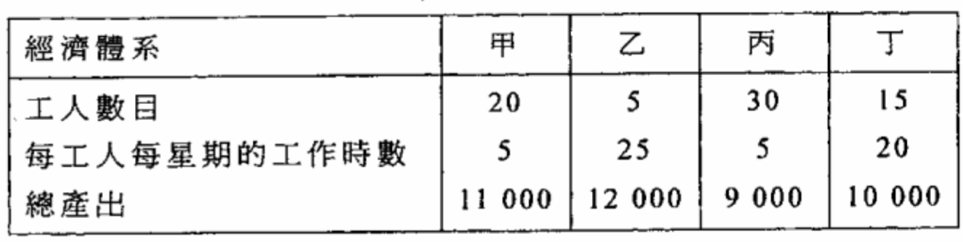 經濟體系 甲 乙 丙 丁
工人數目 20 5 30 15
每工人每星期的工作時數 5 25 5 20
總產出 11 000 12 000 9 000 10 000